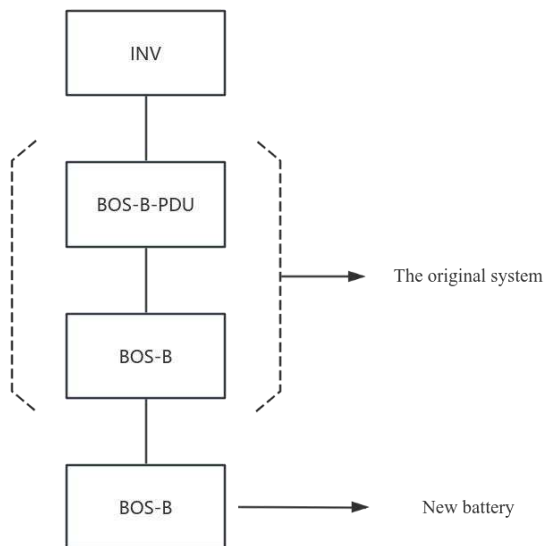 INV
BOS-B-PDU
The original system
BOS-B
BOS-B
New battery